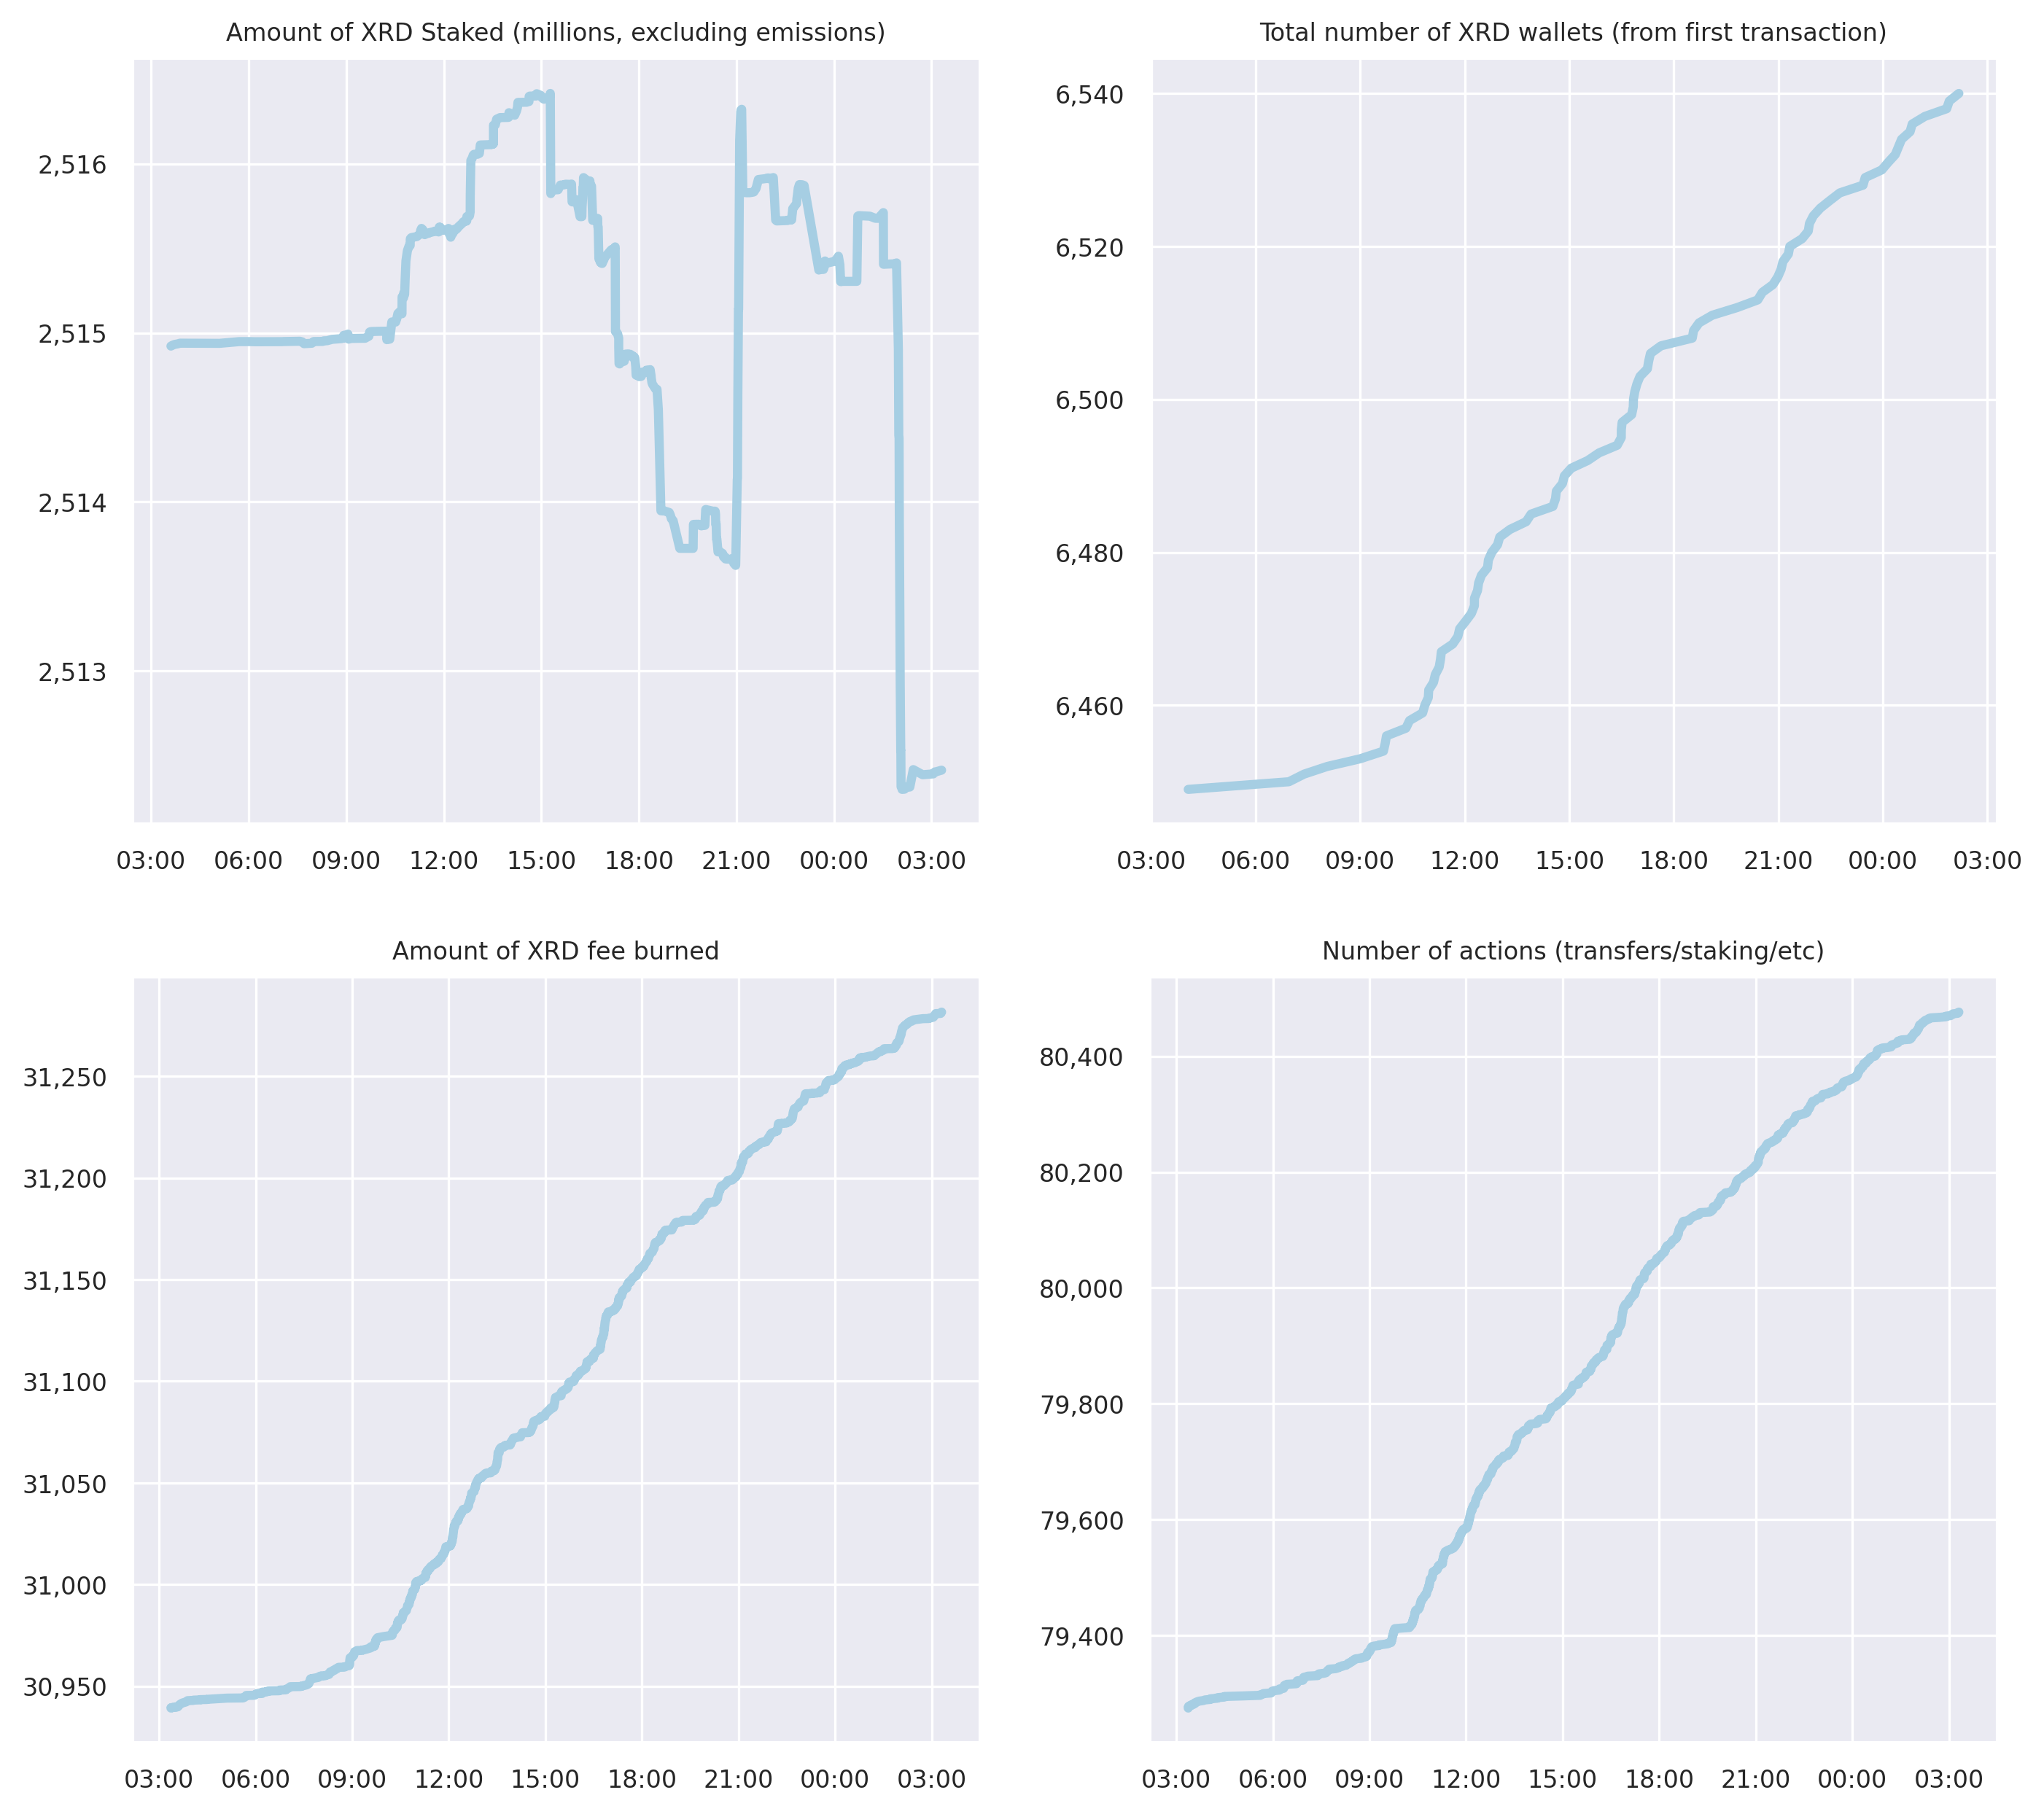 Amount of XRD Staked (millions, excluding emissions)
2,516
2,515
2,514
2,513
03:00 06:00 09:00 12:00 15:00 18:00 21:00 00:00 03:00
Total number of XRD wallets (from first transaction)
6,540
6,520
6,500
6,480
6,460
03:00 06:00 09:00 12:00 15:00 18:00 21:00 00:00 03:00
Amount of XRD fee burned
31,250
31,200
31,150
31,100
31,050
31,000
30,950
03:00 06:00 09:00 12:00 15:00 18:00 21:00 00:00 03:00
Number of actions (transfers/staking/etc)
80,400
80,200
80,000
79,800
79,600
79,400
03:00 06:00 09:00 12:00 15:00 18:00 21:00 00:00 03:00